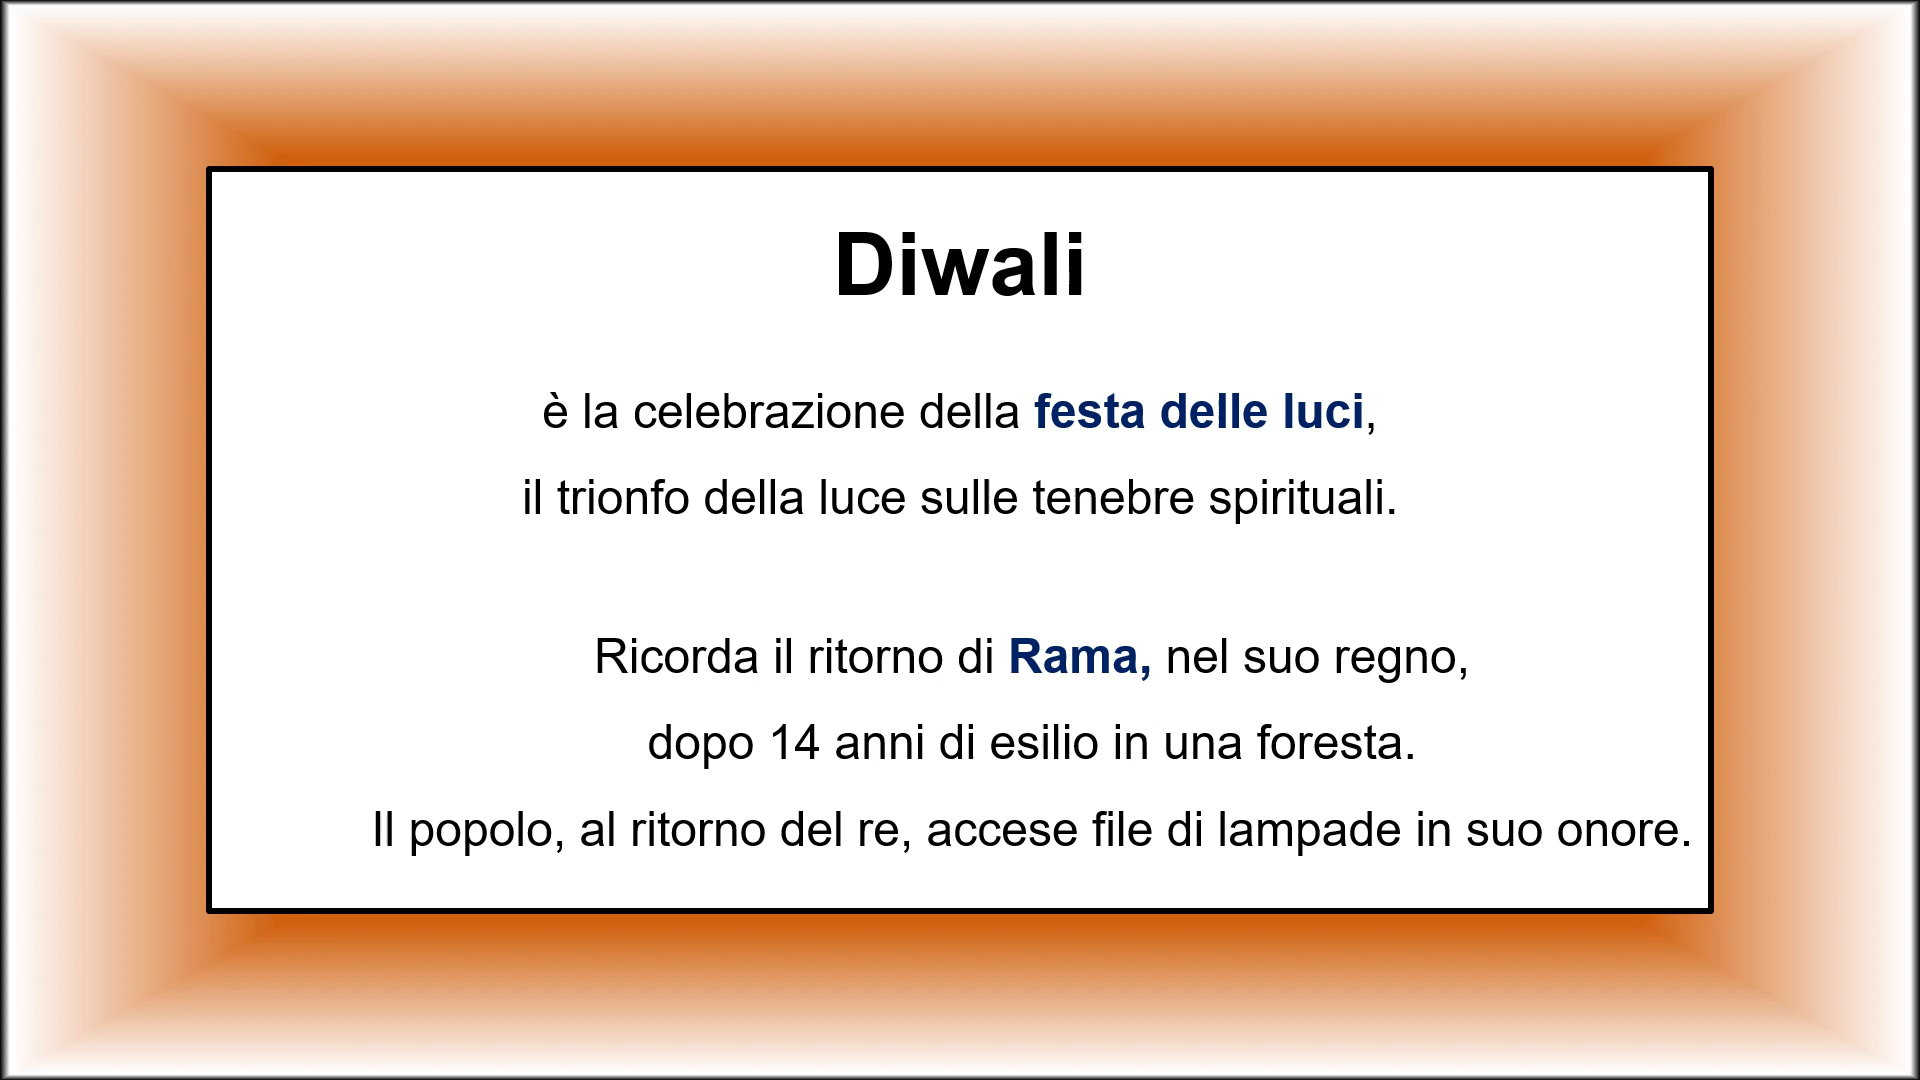 Diwali
è la celebrazione della festa delle luci,
il trionfo della luce sulle tenebre spirituali.
Ricorda il ritorno di Rama, nel suo regno,
dopo 14 anni di esilio in una foresta.
Il popolo, al ritorno del re, accese file di lampade in suo onore.